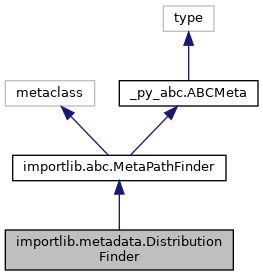 type
metaclass
_py_abc.ABCMeta
importlib.abc.MetaPathFinder
importlib.metadata.Distribution
Finder